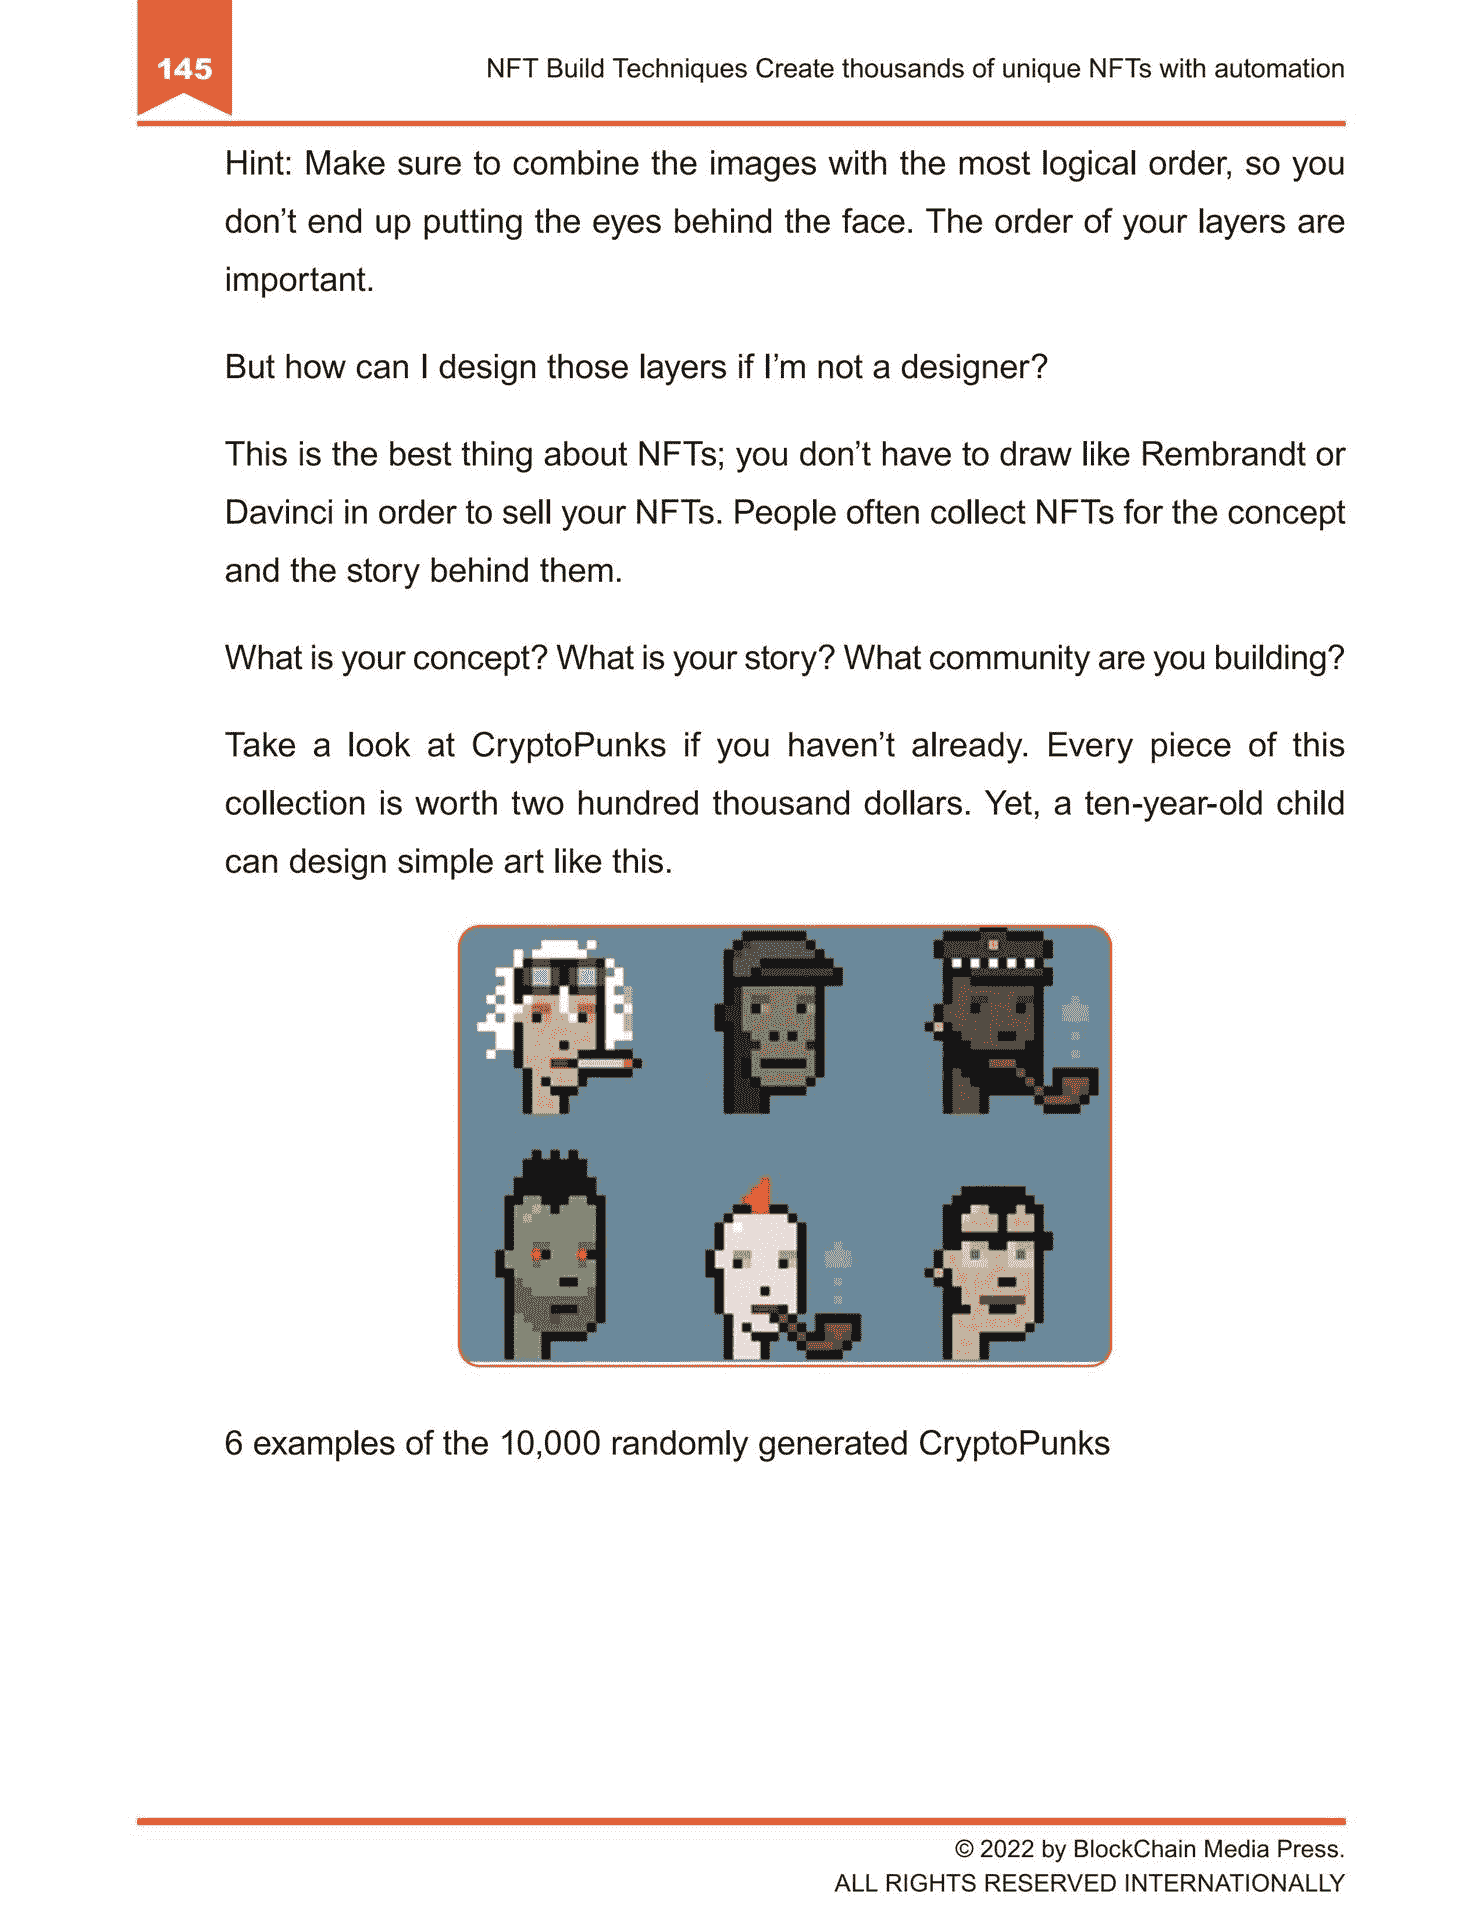 145
NFT Build Techniques Create thousands of unique NFTs with automation
Hint: Make sure to combine the images with the most logical order, so you
don’t end up putting the eyes behind the face. The order of your layers are
important.
But how can I design those layers if I’m not a designer?
This is the best thing about NFTs; you don’t have to draw like Rembrandt or
Davinci in order to sell your NFTs. People often collect NFTs for the concept
and the story behind them.
What is your concept? What is your story? What community are you building?
Take a look at CryptoPunks if you haven’t already. Every piece of this
collection is worth two hundred thousand dollars. Yet, a ten-year-old child
can design simple art like this.
6 examples of the 10,000 randomly generated CryptoPunks
© 2022 by BlockChain Media Press.
ALL RIGHTS RESERVED INTERNATIONALLY